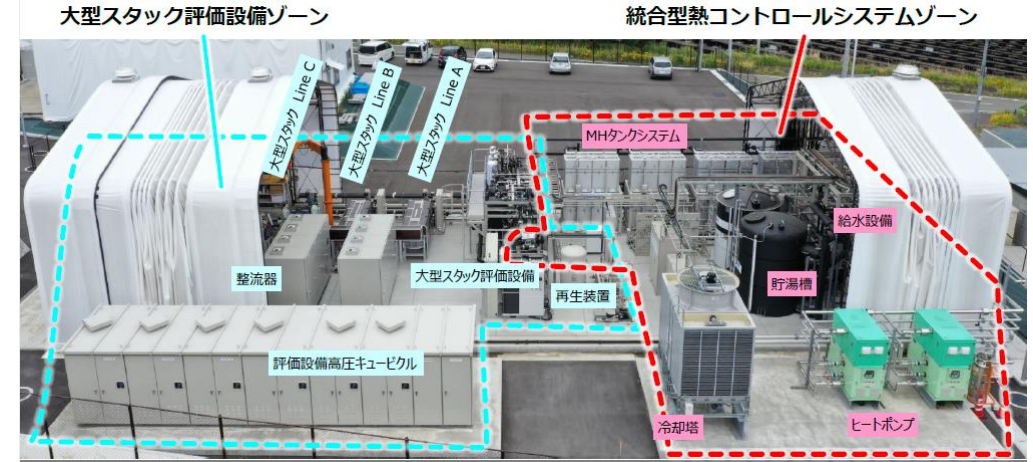 大型スタック評価設備ゾーン
統合型熱コントロールシステムゾーン
大型スタック Line C
大型スタック Line B
大型スタック Line A
MHタンクシステム
給水設備
整流器
大型スタック評価設備
再生装置
貯湯槽
評価設備高圧キュービクル
冷却塔
ヒートポンプ